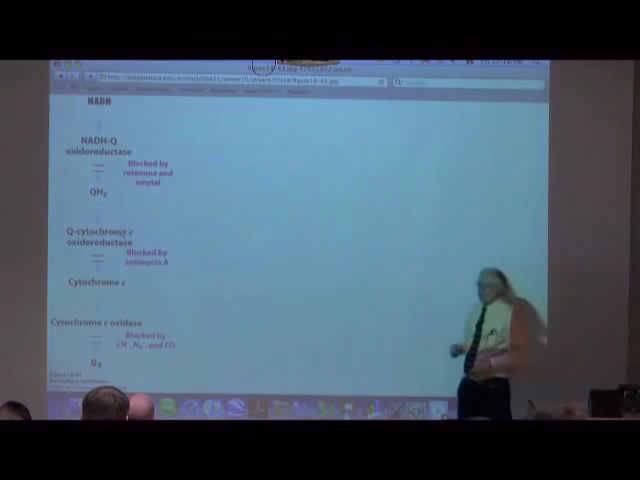 NADH
NADH-Q
oxidoreductase
Blocked by
rotenone and
amytal
QH₂
Q-cytochrome c
oxidoreductase
Blocked by
antimycin A
Cytochrome c
Cytochrome c oxidase
Blocked by
CN⁻, N₃⁻, and CO
O₂